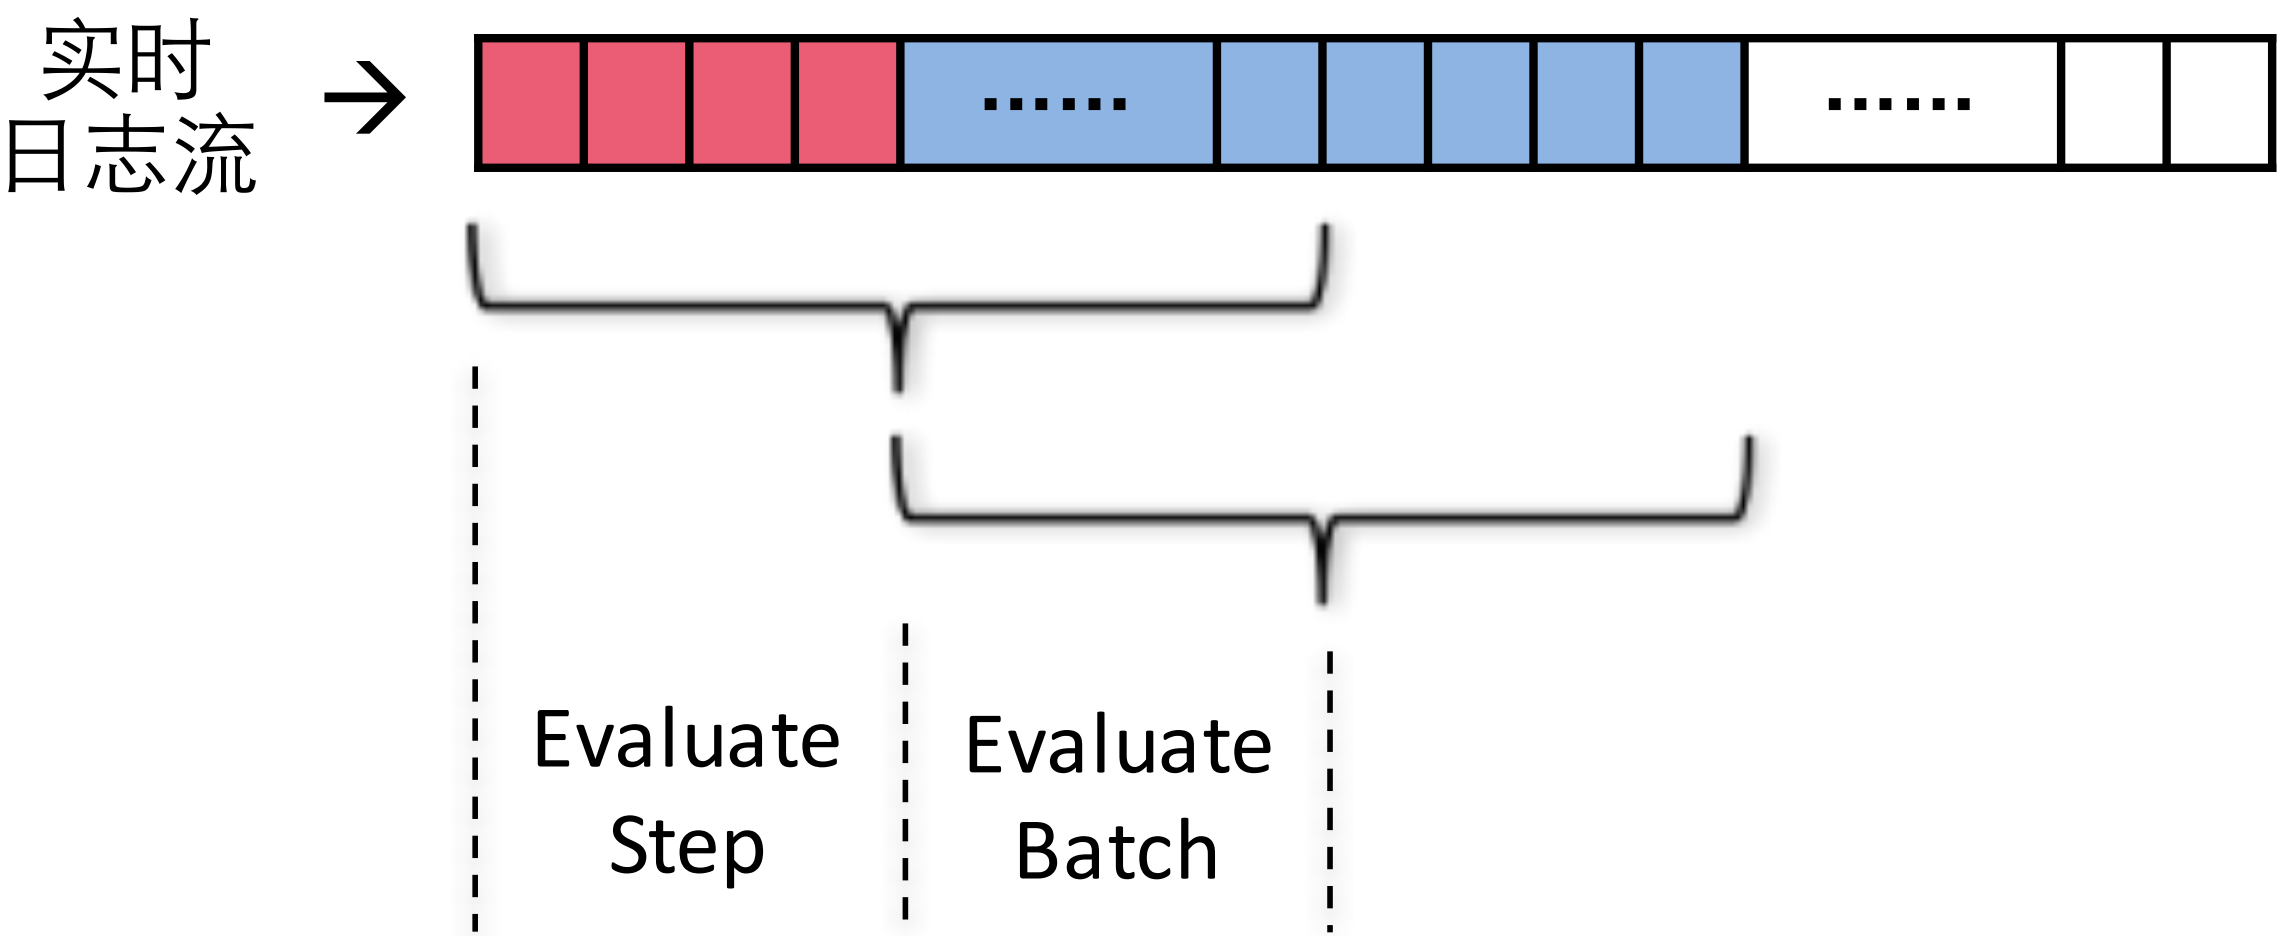 实时
日志流
→
......
......
Evaluate
Step
Evaluate
Batch